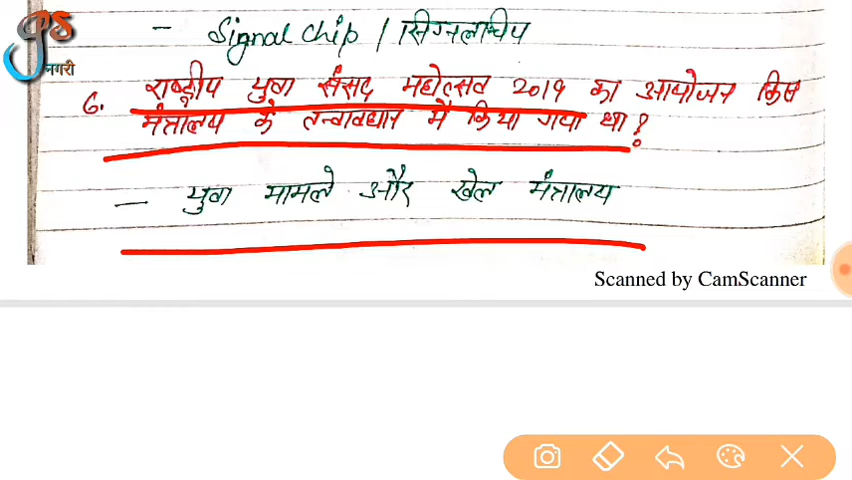 - Signal Chip / सिग्नलचिप
gs
नगरी
6. राष्ट्रीय युवा संसद महोत्सव 2019 का आयोजन किस
मंत्रालय के तत्वावधान में किया गया था?
- युवा मामले और खेल मंत्रालय
Scanned by CamScanner